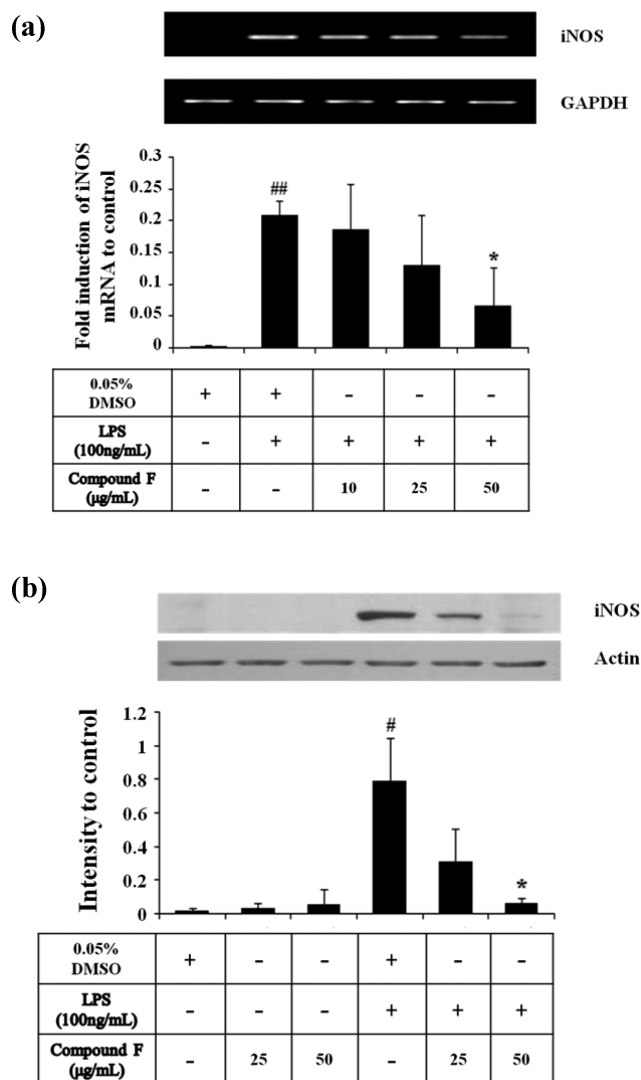 (a)
iNOS
GAPDH
Fold induction of iNOS
mRNA to control
0.3
0.25
0.2
0.15
0.1
0.05
0
##
*
0.05%
DMSO
+ + - - -
LPS
(100ng/mL)
- + + + +
Compound F
(μg/mL)
- - 10 25 50
(b)
iNOS
Actin
Intensity to control
1.2
1
0.8
0.6
0.4
0.2
0
#
*
0.05%
DMSO
+ - - + - -
LPS
(100ng/mL)
- - - + + +
Compound F
(μg/mL)
- 25 50 - 25 50